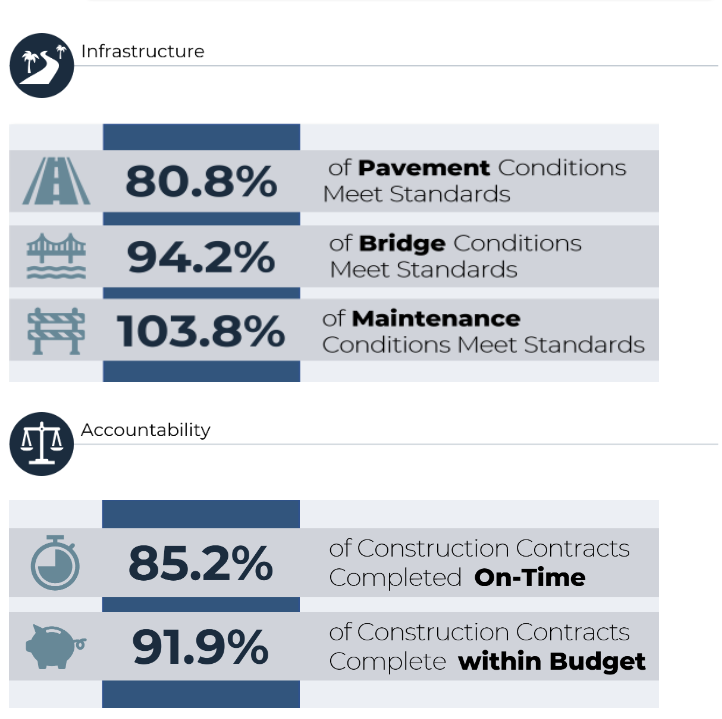 Infrastructure
80.8%
of Pavement Conditions
Meet Standards
94.2%
of Bridge Conditions
Meet Standards
103.8%
of Maintenance
Conditions Meet Standards
Accountability
85.2%
of Construction Contracts
Completed On-Time
91.9%
of Construction Contracts
Complete within Budget